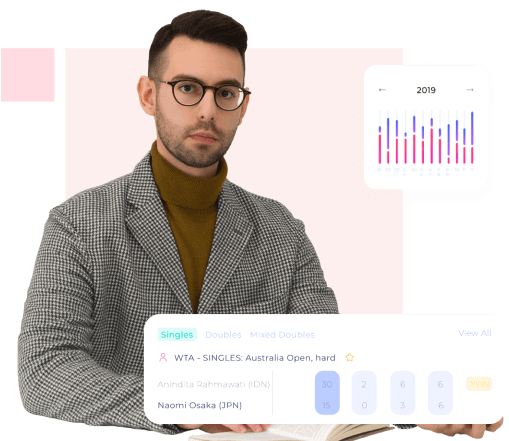 ← 2019 →
Singles Doubles Mixed Doubles View All
WTA - SINGLES: Australia Open, hard
Anindita Rahmawati (IDN) 30 2 6 6
Naomi Osaka (JPN) 15 0 3 6